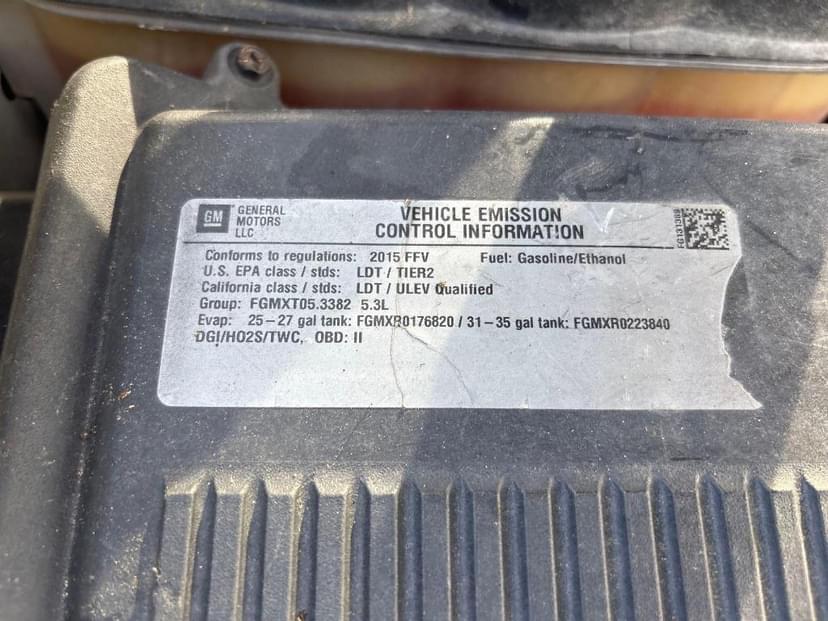 GM GENERAL MOTORS LLC
VEHICLE EMISSION
CONTROL INFORMATION
FG131389
Conforms to regulations: 2015 FFV Fuel: Gasoline/Ethanol
U.S. EPA class / stds: LDT / TIER2
California class / stds: LDT / ULEV Qualified
Group: FGMXT05.3382 5.3L
Evap: 25-27 gal tank: FGMXR0176820 / 31-35 gal tank: FGMXR0223840
DGI/HO2S/TWC, OBD: II